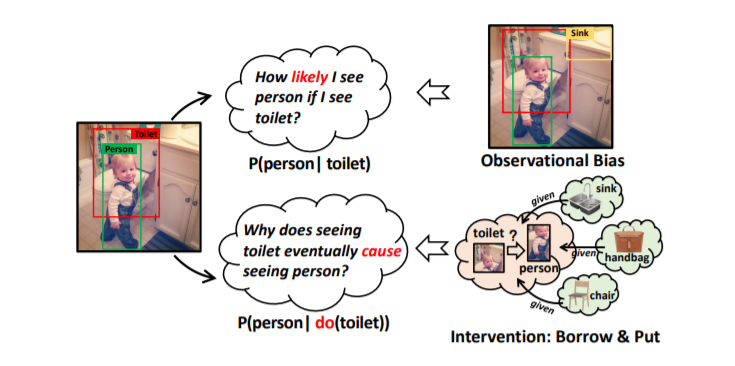 Toilet
Person
How likely I see
person if I see
toilet?
P(person| toilet)
Sink
Observational Bias
Why does seeing
toilet eventually cause
seeing person?
P(person| do(toilet))
given
sink
toilet ?
person
given
handbag
given
chair
Intervention: Borrow & Put